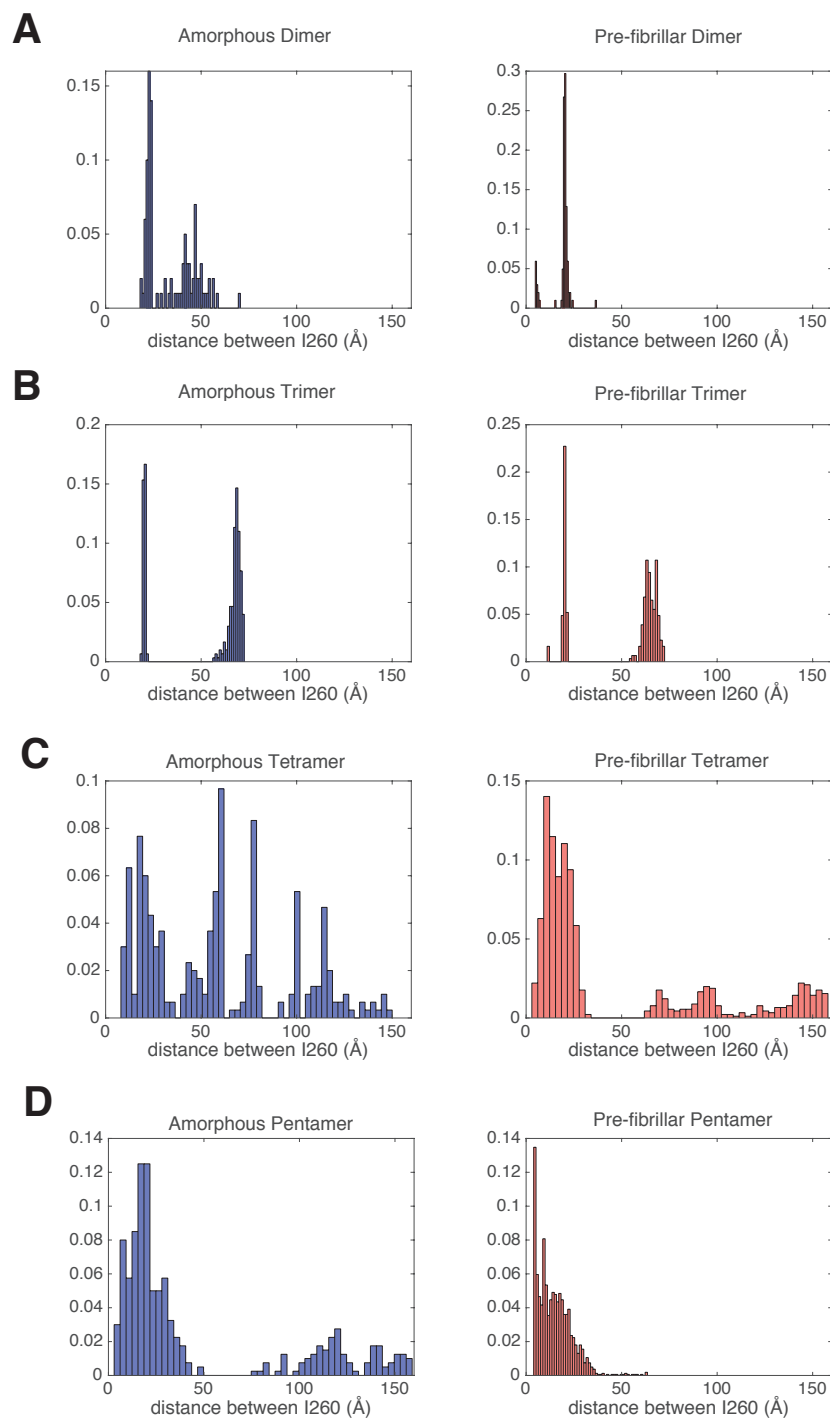 A
Amorphous Dimer
Pre-fibrillar Dimer
0.15
0.1
0.05
0
0 50 100 150
distance between I260 (Å)
0.3
0.25
0.2
0.15
0.1
0.05
0
0 50 100 150
distance between I260 (Å)
B
Amorphous Trimer
Pre-fibrillar Trimer
0.2
0.15
0.1
0.05
0
0 50 100 150
distance between I260 (Å)
0.25
0.2
0.15
0.1
0.05
0
0 50 100 150
distance between I260 (Å)
C
Amorphous Tetramer
Pre-fibrillar Tetramer
0.1
0.08
0.06
0.04
0.02
0
0 50 100 150
distance between I260 (Å)
0.15
0.1
0.05
0
0 50 100 150
distance between I260 (Å)
D
Amorphous Pentamer
Pre-fibrillar Pentamer
0.14
0.12
0.1
0.08
0.06
0.04
0.02
0
0 50 100 150
distance between I260 (Å)
0.14
0.12
0.1
0.08
0.06
0.04
0.02
0
0 50 100 150
distance between I260 (Å)